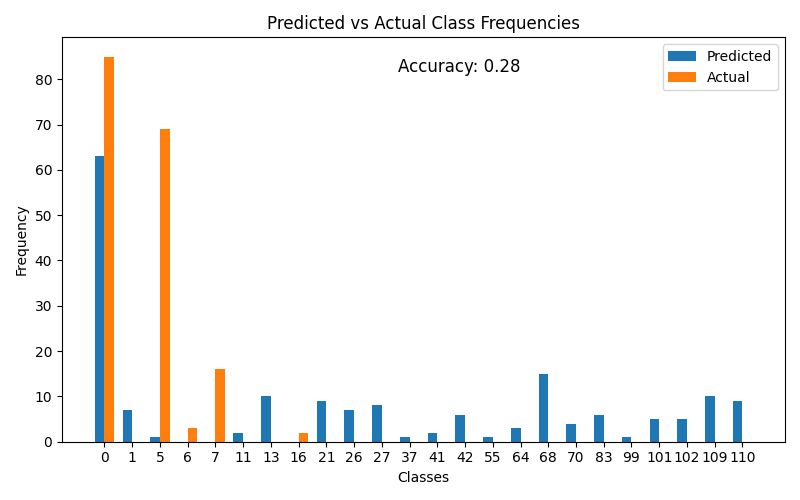 Predicted vs Actual Class Frequencies
Accuracy: 0.28
Predicted
Actual
80
70
60
50
40
30
20
10
0
Frequency
0 1 5 6 7 11 13 16 21 26 27 37 41 42 55 64 68 70 83 99 101 102 109 110
Classes